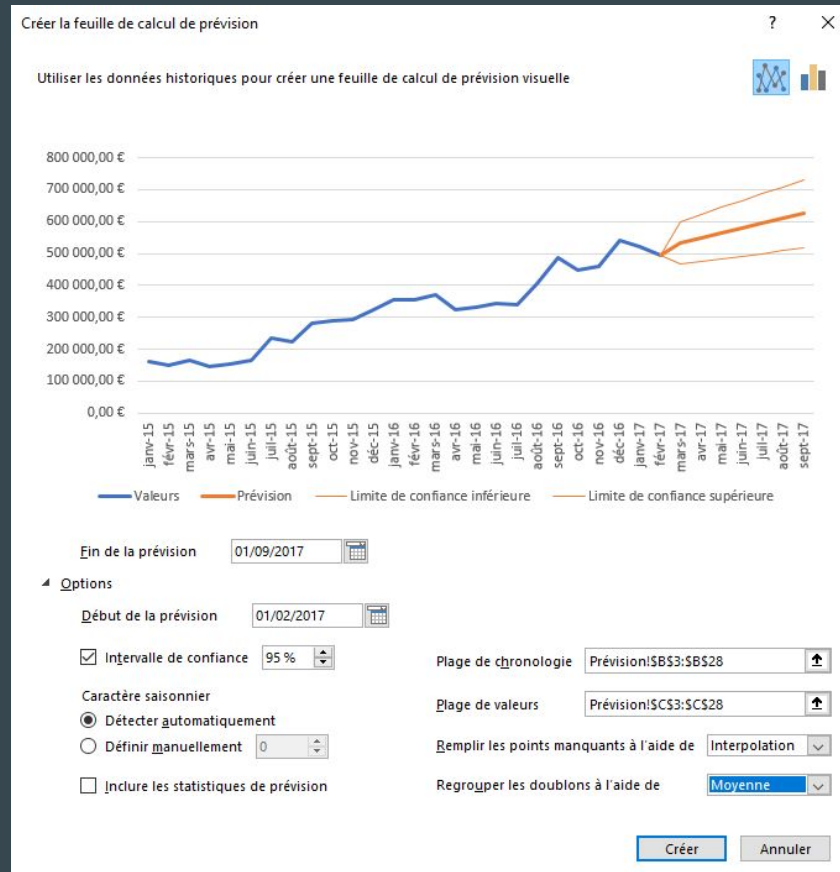 Créer la feuille de calcul de prévision ? ×
Utiliser les données historiques pour créer une feuille de calcul de prévision visuelle
800 000,00 €
700 000,00 €
600 000,00 €
500 000,00 €
400 000,00 €
300 000,00 €
200 000,00 €
100 000,00 €
0,00 €
janv-15
févr-15
mars-15
avr-15
mai-15
juin-15
juil-15
août-15
sept-15
oct-15
nov-15
déc-15
janv-16
févr-16
mars-16
avr-16
mai-16
juin-16
juil-16
août-16
sept-16
oct-16
nov-16
déc-16
janv-17
févr-17
mars-17
avr-17
mai-17
juin-17
juil-17
août-17
sept-17
Valeurs Prévision Limite de confiance inférieure Limite de confiance supérieure
Fin de la prévision 01/09/2017
Options
Début de la prévision 01/02/2017
Intervalle de confiance 95 %
Plage de chronologie Prévision!$B$3:$B$28
Caractère saisonnier
Détecter automatiquement
Plage de valeurs Prévision!$C$3:$C$28
Définir manuellement 0
Remplir les points manquants à l'aide de Interpolation
Inclure les statistiques de prévision
Regrouper les doublons à l'aide de Moyenne
Créer Annuler